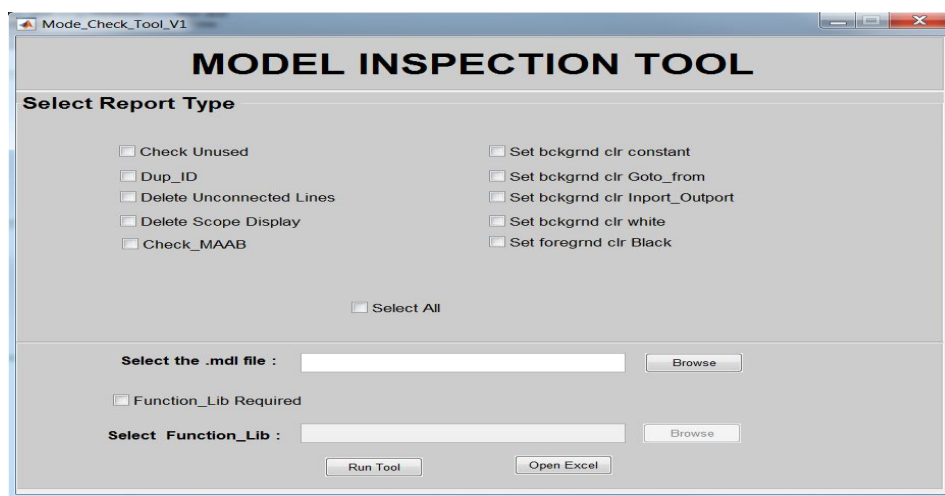 Mode_Check_Tool_V1
MODEL INSPECTION TOOL
Select Report Type
Check Unused
Set bckgrnd clr constant
Dup_ID
Set bckgrnd clr Goto_from
Delete Unconnected Lines
Set bckgrnd clr Inport_Outport
Delete Scope Display
Set bckgrnd clr white
Check_MAAB
Set foregrnd clr Black
Select All
Select the .mdl file :
Browse
Function_Lib Required
Select Function_Lib :
Browse
Run Tool
Open Excel